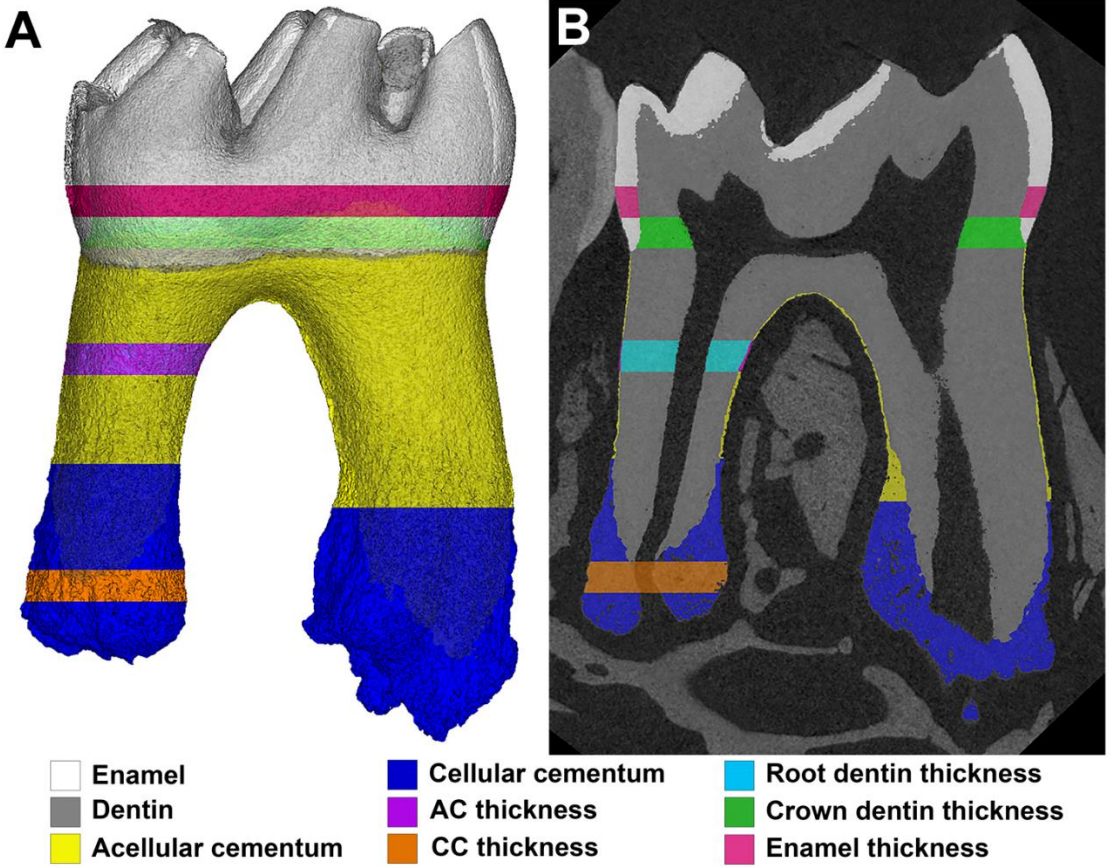 A
B
Enamel
Dentin
Acellular cementum
Cellular cementum
AC thickness
CC thickness
Root dentin thickness
Crown dentin thickness
Enamel thickness